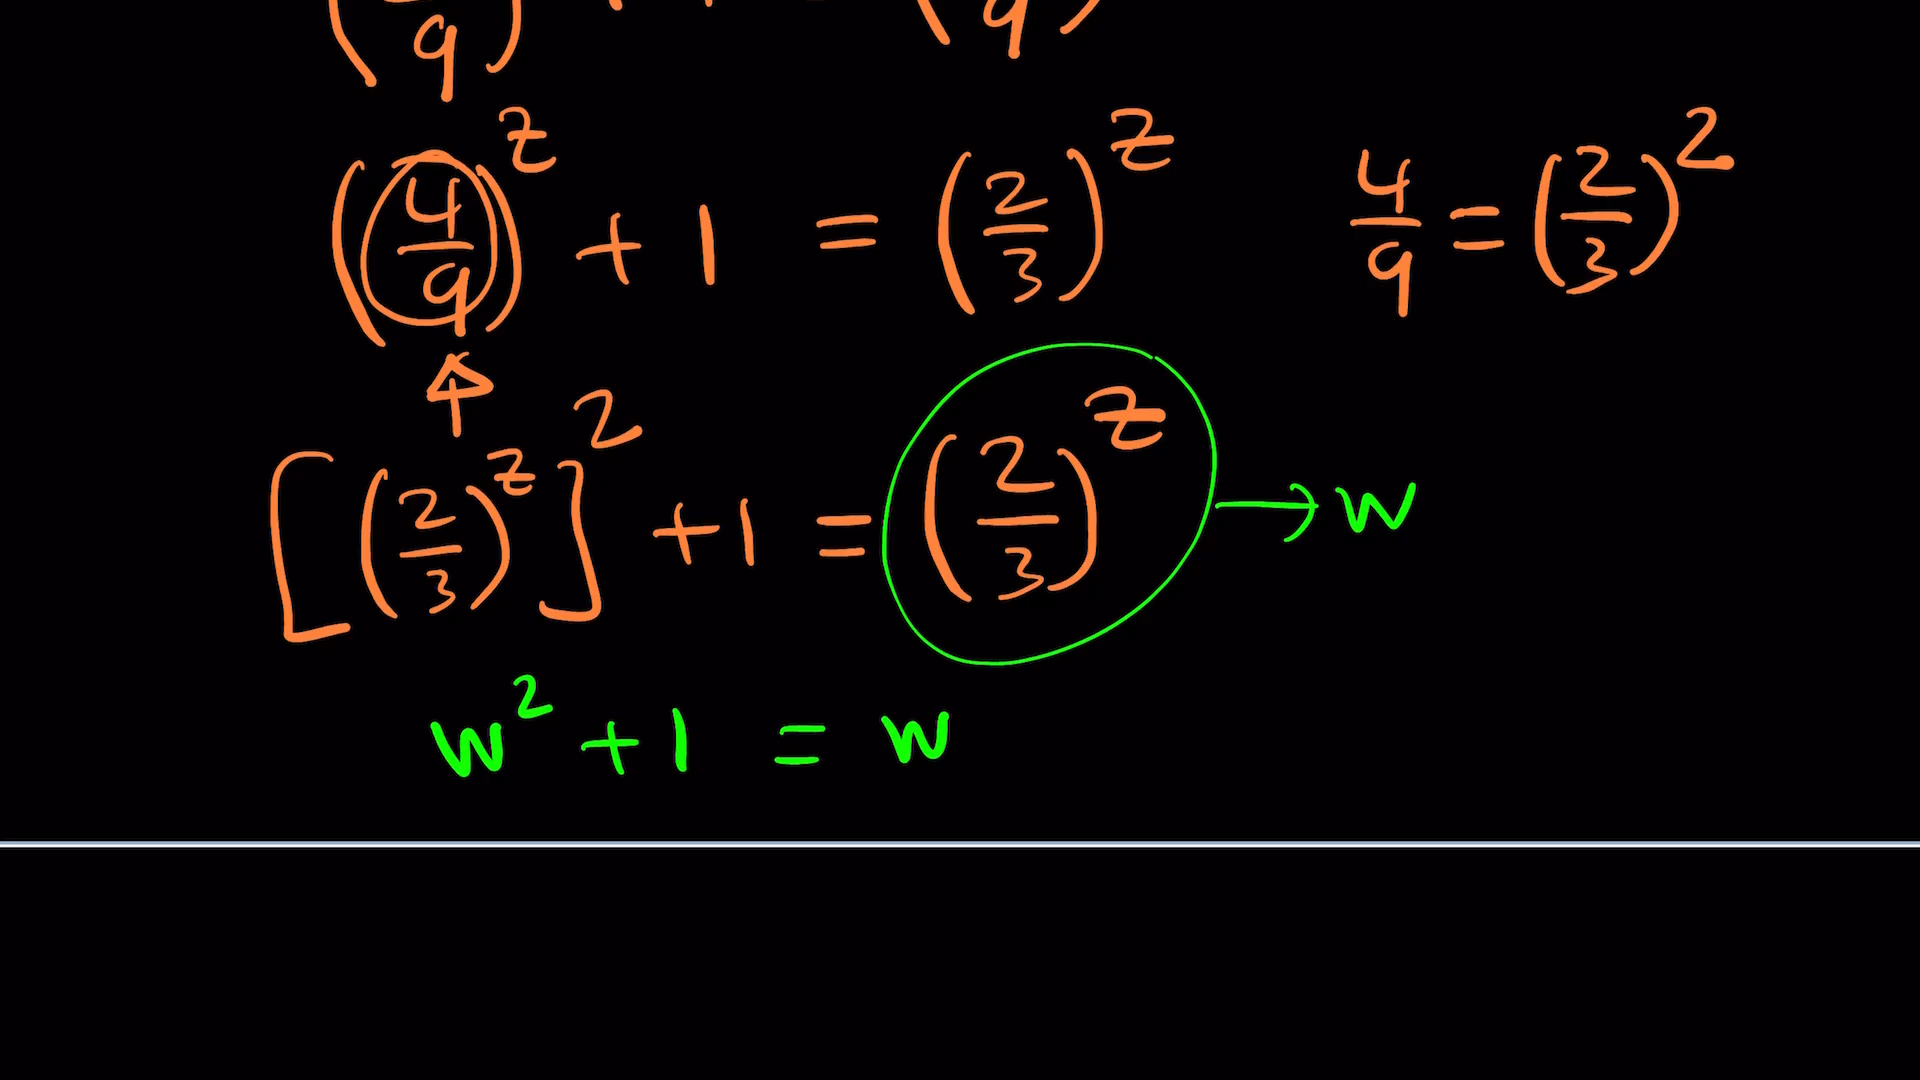 (4/9)^z + 1 = (2/3)^z
4/9 = (2/3)^2
[(2/3)^z]^2 + 1 = (2/3)^z → w
w^2 + 1 = w